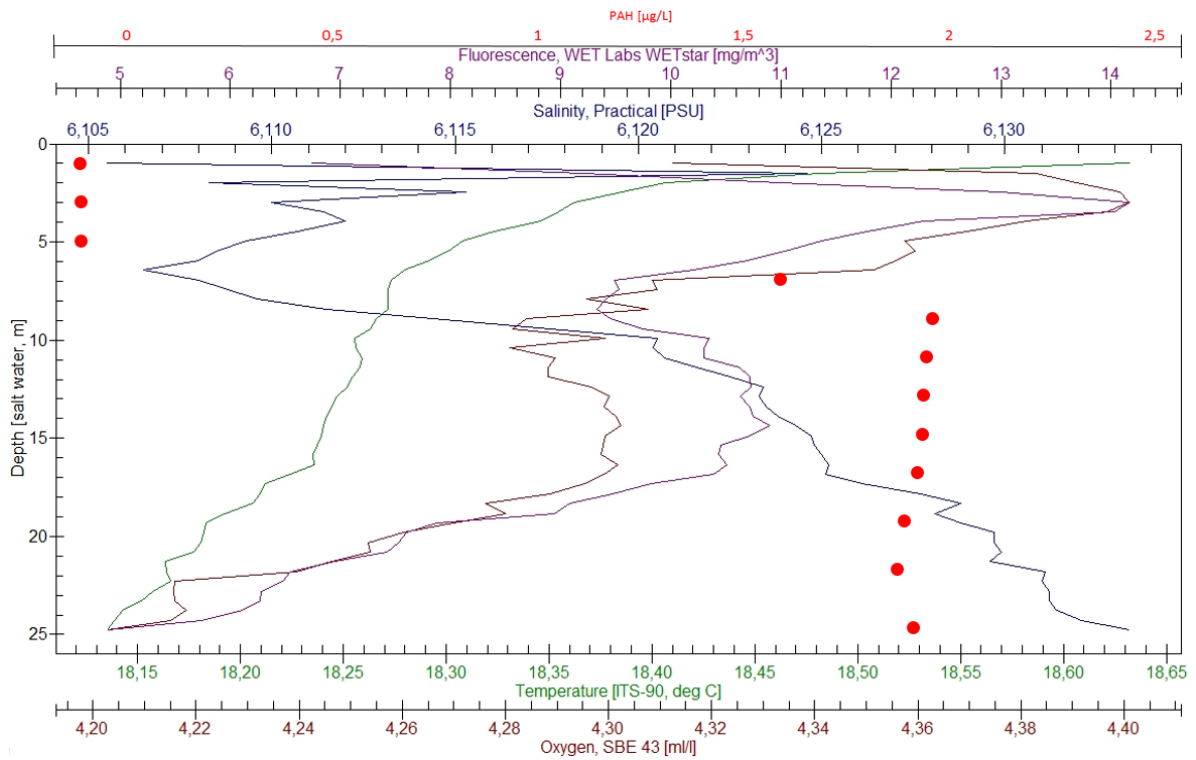 PAH [µg/L]
0 0,5 1 1,5 2 2,5
Fluorescence, WET Labs WETstar [mg/m^3]
5 6 7 8 9 10 11 12 13 14
Salinity, Practical [PSU]
6,105 6,110 6,115 6,120 6,125 6,130
0
5
10
15
20
25
Depth [salt water, m]
18,15 18,20 18,25 18,30 18,35 18,40 18,45 18,50 18,55 18,60 18,65
Temperature [ITS-90, deg C]
4,20 4,22 4,24 4,26 4,28 4,30 4,32 4,34 4,36 4,38 4,40
Oxygen, SBE 43 [ml/l]